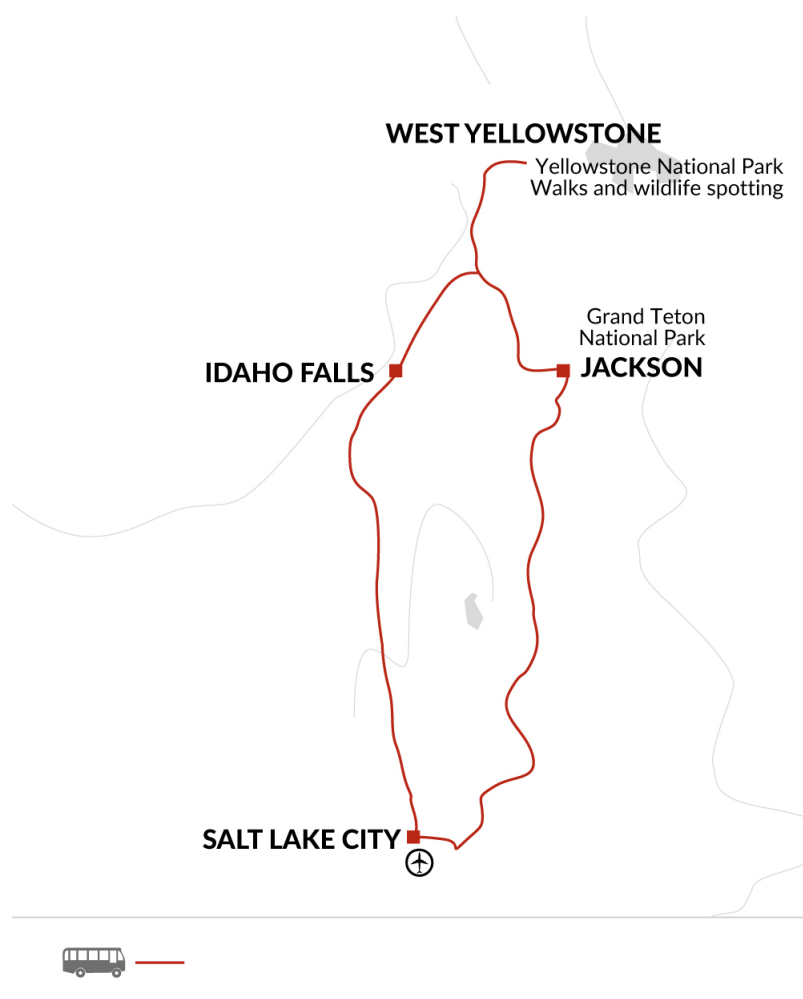 WEST YELLOWSTONE
Yellowstone National Park
Walks and wildlife spotting
Grand Teton
National Park
IDAHO FALLS
JACKSON
SALT LAKE CITY